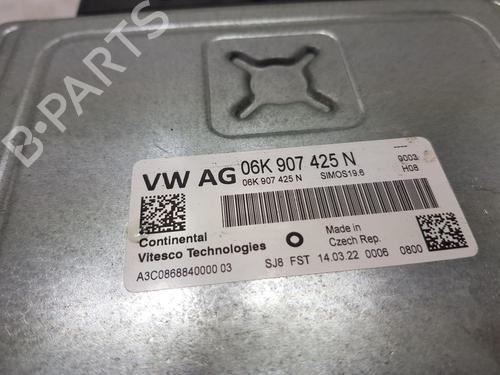 B·PARTS
VW AG 06K 907 425 N
06K 907 425 N SIMOS19.6
9003
H08
Continental
Vitesco Technologies
Made in
Czech Rep.
A3C0868840000 03 SJ8 FST 14.03.22 0006 0800